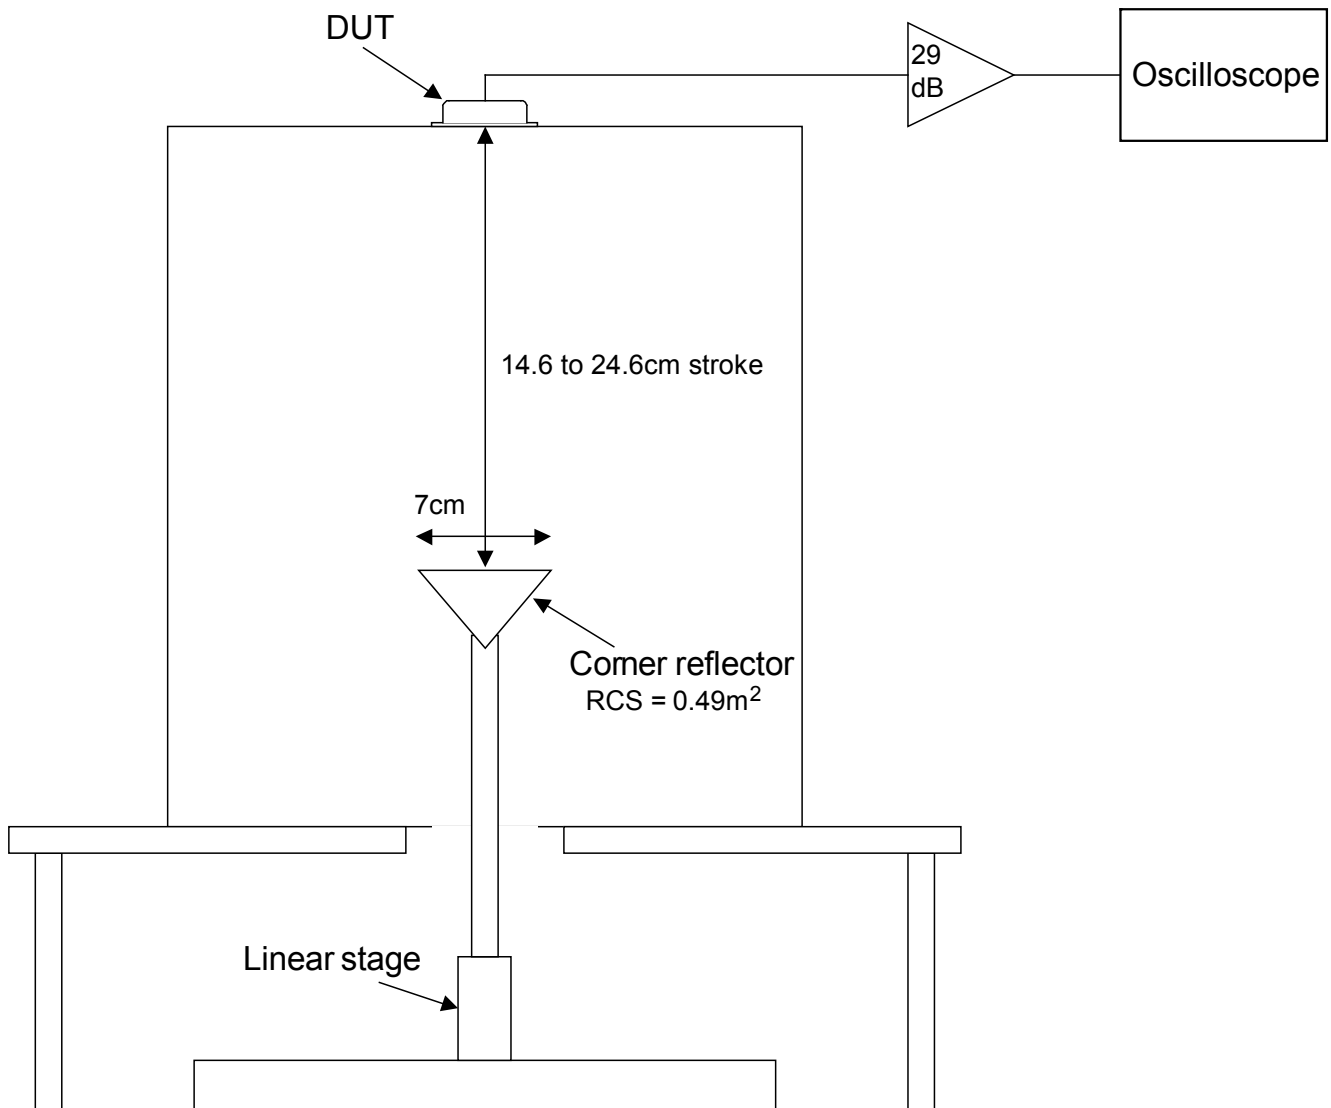 DUT
29
dB
Oscilloscope
14.6 to 24.6cm stroke
7cm
Corner reflector
RCS = 0.49m²
Linear stage